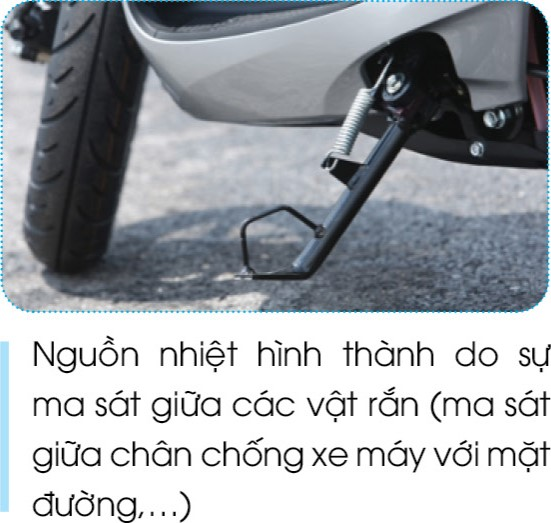 Nguồn nhiệt hình thành do sự
ma sát giữa các vật rắn (ma sát
giữa chân chống xe máy với mặt
đường,...)